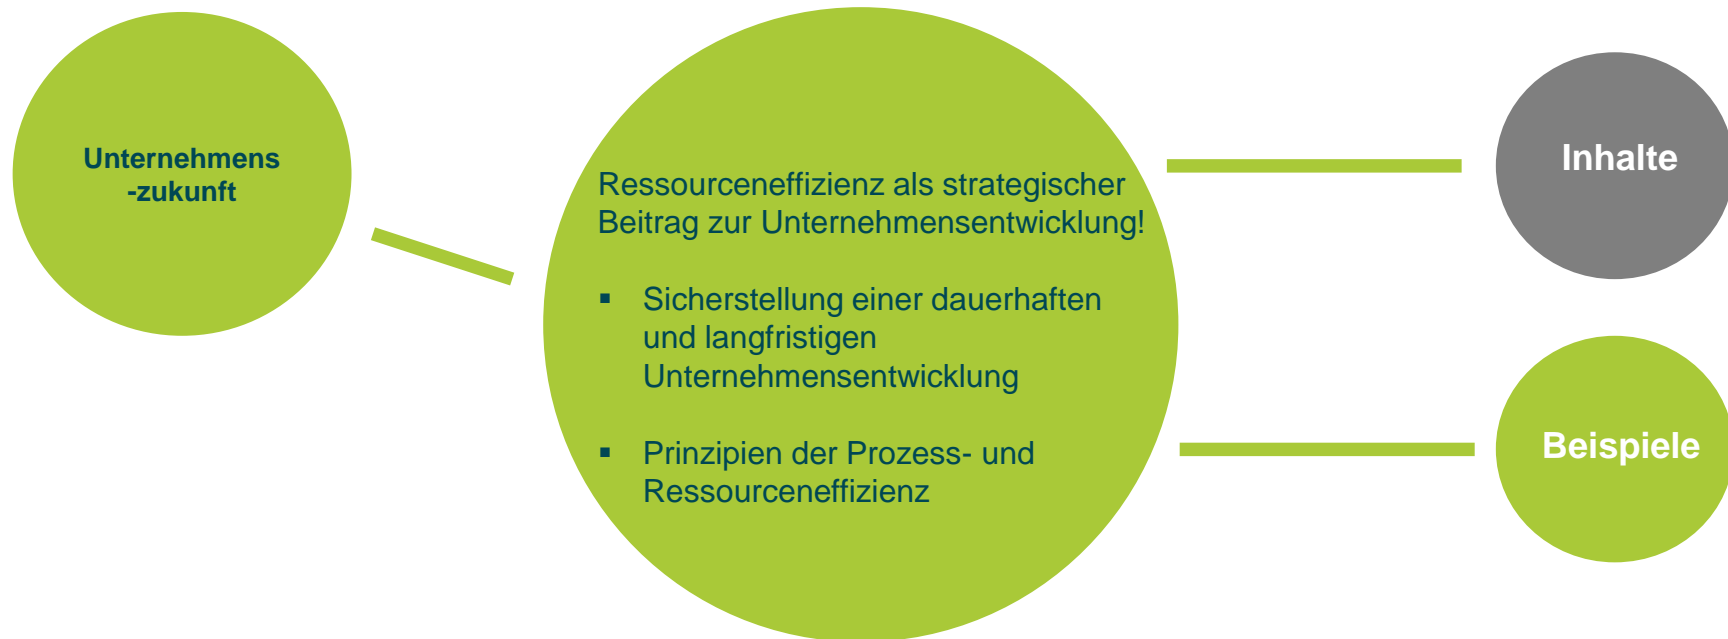 Unternehmens
-zukunft
Ressourceneffizienz als strategischer
Beitrag zur Unternehmensentwicklung!
▪ Sicherstellung einer dauerhaften
und langfristigen
Unternehmensentwicklung
▪ Prinzipien der Prozess- und
Ressourceneffizienz
Inhalte
Beispiele